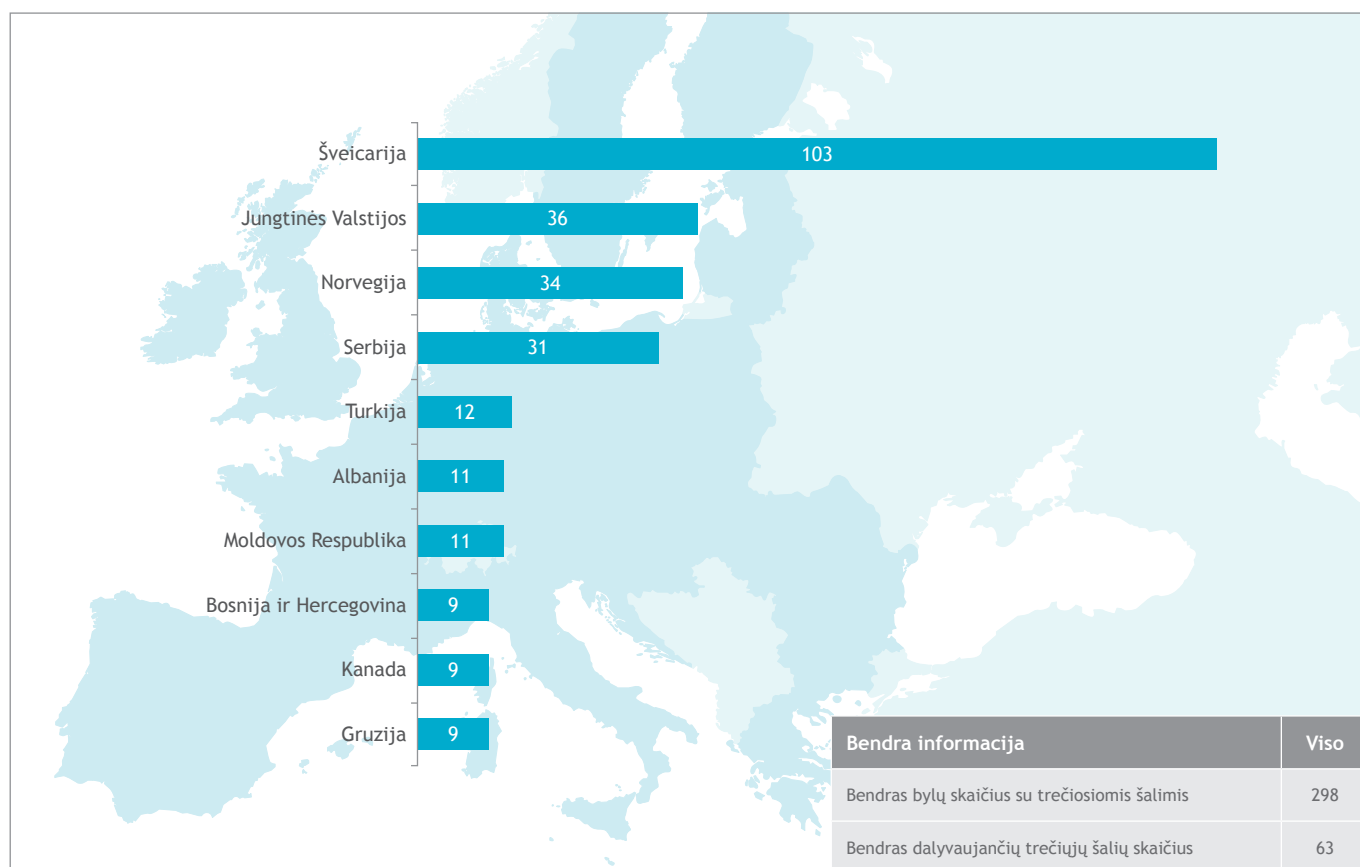 Šveicarija 103
Jungtinės Valstijos 36
Norvegija 34
Serbija 31
Turkija 12
Albanija 11
Moldovos Respublika 11
Bosnija ir Hercegovina 9
Kanada 9
Gruzija 9
Bendra informacija Viso
Bendras bylų skaičius su trečiosiomis šalimis 298
Bendras dalyvaujančių trečiųjų šalių skaičius 63